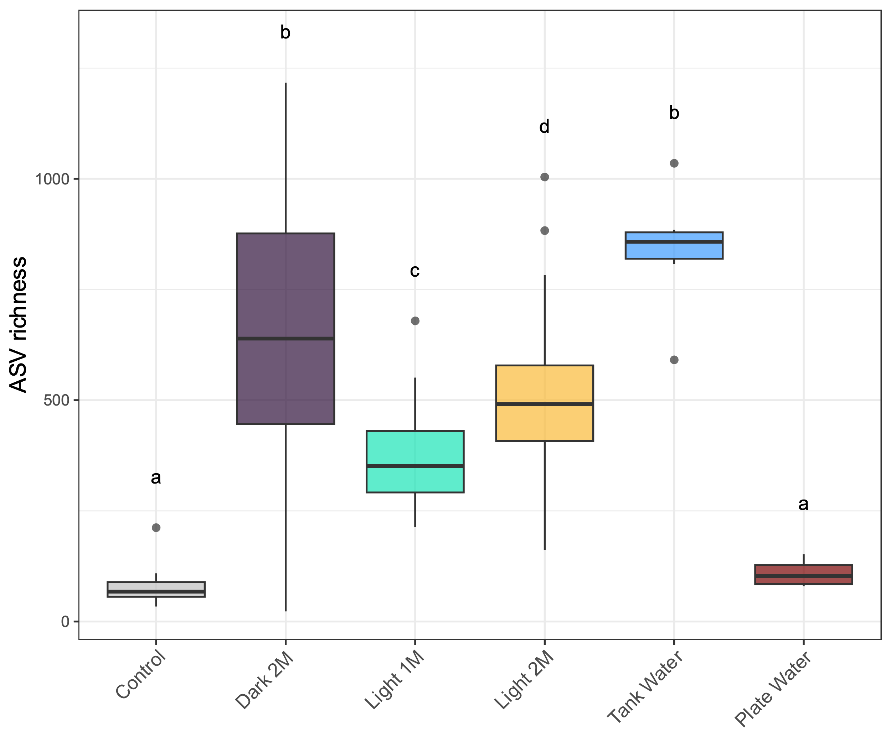 b
d
b
c
a
a
ASV richness
1000
500
0
Control
Dark 2M
Light 1M
Light 2M
Tank Water
Plate Water